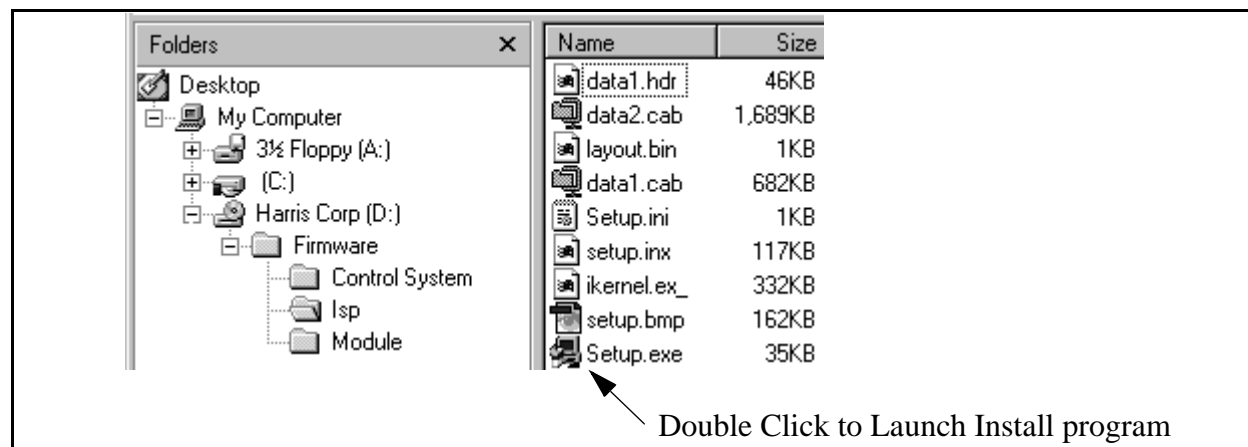 Folders
Desktop
My Computer
3½ Floppy (A:)
(C:)
Harris Corp (D:)
Firmware
Control System
Isp
Module
Name Size
data1.hdr 46KB
data2.cab 1,689KB
layout.bin 1KB
data1.cab 682KB
Setup.ini 1KB
setup.inx 117KB
ikernel.ex_ 332KB
setup.bmp 162KB
Setup.exe 35KB
Double Click to Launch Install program